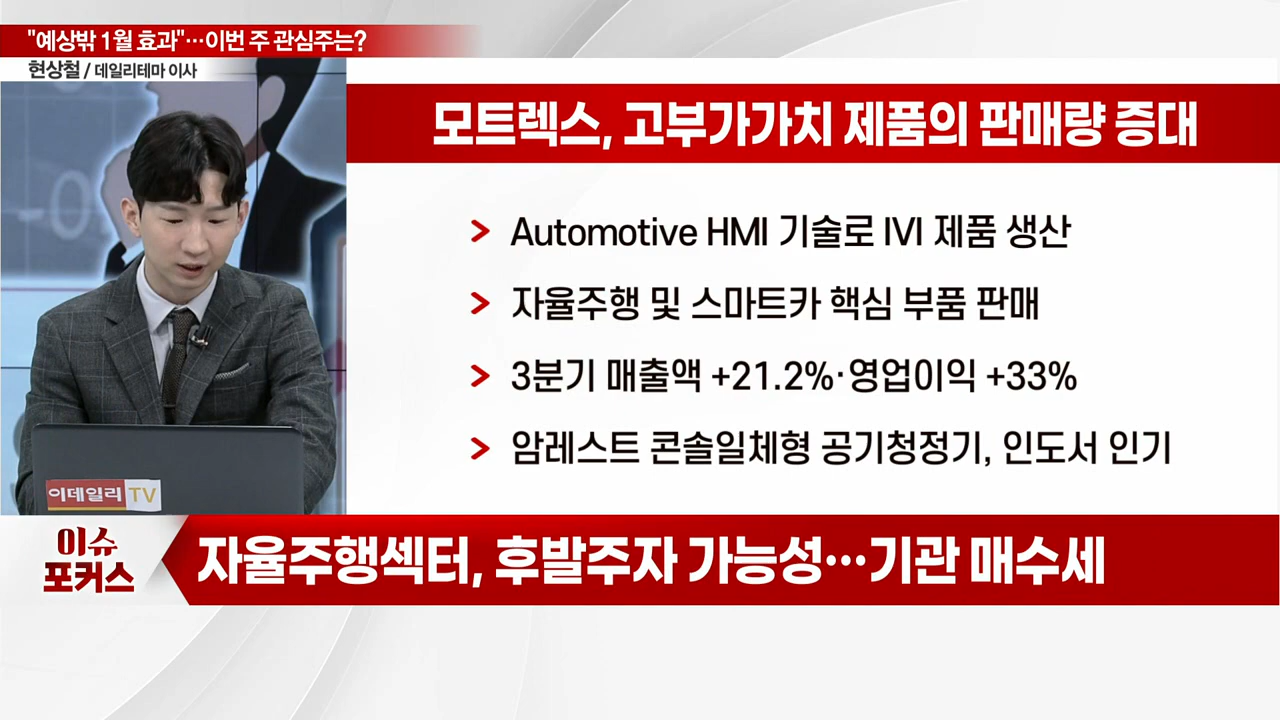 "예상밖 1월 효과"…이번 주 관심주는?
현상철 / 데일리테마 이사
모트렉스, 고부가가치 제품의 판매량 증대
Automotive HMI 기술로 IVI 제품 생산
자율주행 및 스마트카 핵심 부품 판매
3분기 매출액 +21.2%·영업이익 +33%
암레스트 콘솔일체형 공기청정기, 인도서 인기
이데일리 TV
이슈
포커스
자율주행섹터, 후발주자 가능성…기관 매수세